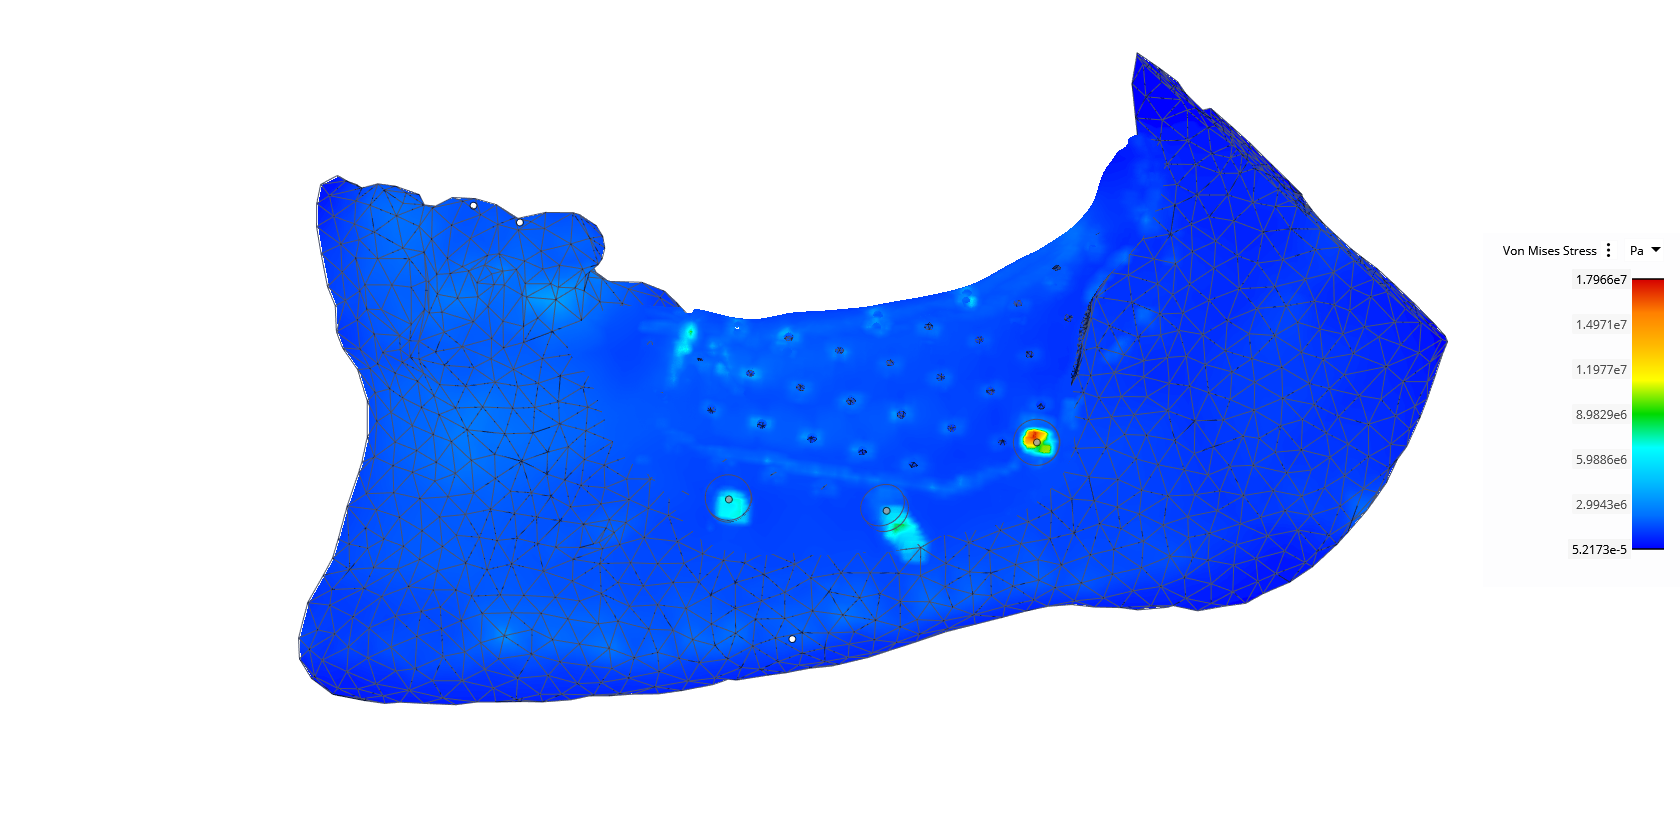 Von Mises Stress Pa
1.7966e7
1.4971e7
1.1977e7
8.9829e6
5.9886e6
2.9943e6
5.2173e-5